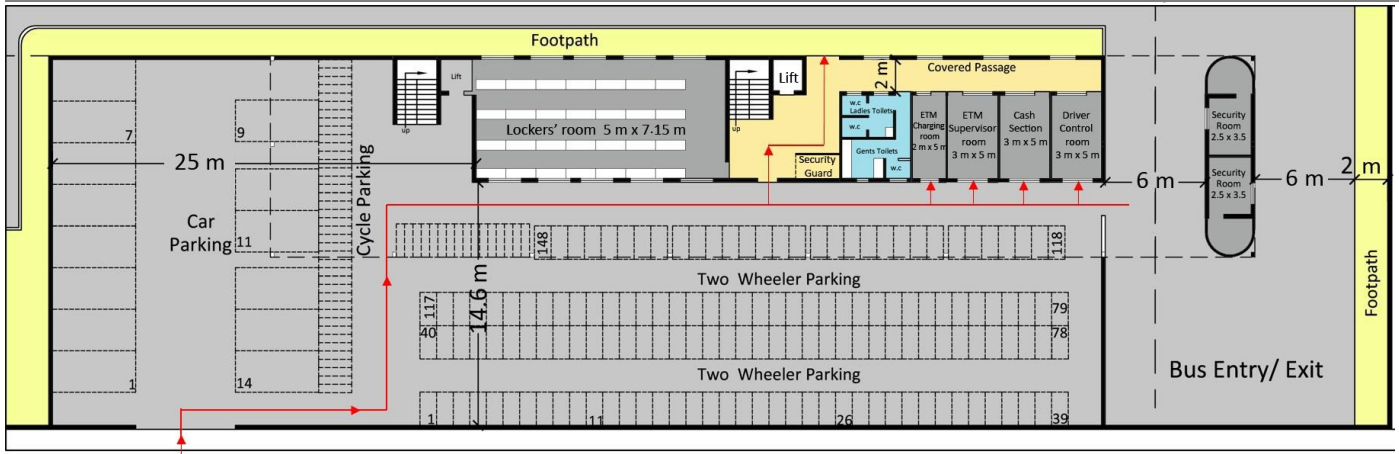 Footpath
Lift
up
Lockers' room 5 m x 7.15 m
up
Lift
2 m
Covered Passage
w.c
Ladies Toilets
w.c
Gents Toilets
w.c
Security
Guard
ETM
Charging
room
2 m x 5 m
ETM
Supervisor
room
3 m x 5 m
Cash
Section
3 m x 5 m
Driver
Control
room
3 m x 5 m
Security
Room
2.5 x 3.5
Security
Room
2.5 x 3.5
7
9
25 m
6 m
6 m
2 m
Car
Parking
11
Cycle Parking
148
118
Two Wheeler Parking
14.6 m
117
79
40
78
Footpath
Bus Entry/ Exit
1
14
Two Wheeler Parking
1
11
26
39